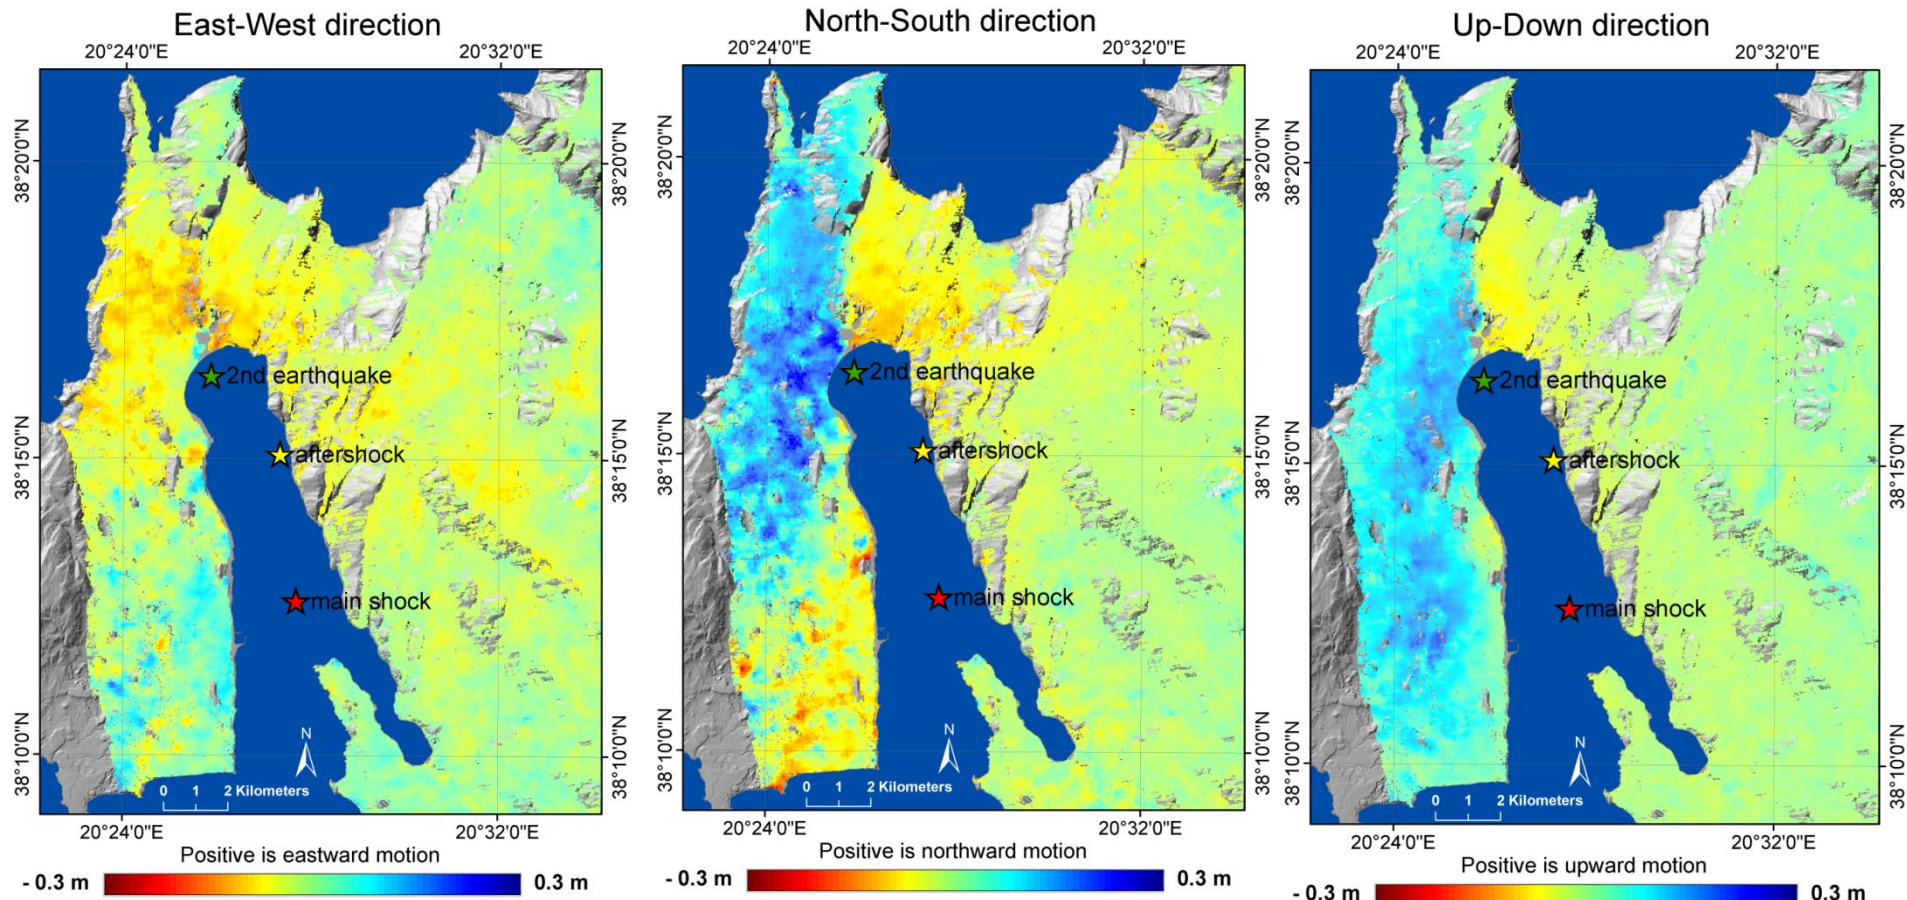 East-West direction
20°24'0"E 20°32'0"E
38°20'0"N 38°20'0"N
2nd earthquake
38°15'0"N 38°15'0"N
aftershock
main shock
38°10'0"N 38°10'0"N
N
0 1 2 Kilometers
20°24'0"E 20°32'0"E
Positive is eastward motion
- 0.3 m 0.3 m
North-South direction
20°24'0"E 20°32'0"E
38°20'0"N 38°20'0"N
2nd earthquake
38°15'0"N 38°15'0"N
aftershock
main shock
38°10'0"N 38°10'0"N
N
0 1 2 Kilometers
20°24'0"E 20°32'0"E
Positive is northward motion
- 0.3 m 0.3 m
Up-Down direction
20°24'0"E 20°32'0"E
38°20'0"N 38°20'0"N
2nd earthquake
38°15'0"N 38°15'0"N
aftershock
main shock
38°10'0"N 38°10'0"N
N
0 1 2 Kilometers
20°24'0"E 20°32'0"E
Positive is upward motion
- 0.3 m 0.3 m